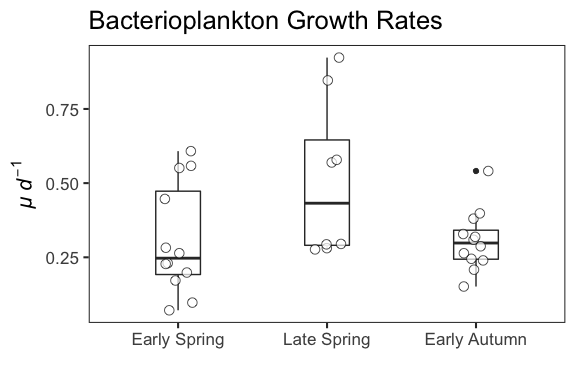 Bacterioplankton Growth Rates
μ d⁻¹
0.75
0.50
0.25
Early Spring Late Spring Early Autumn